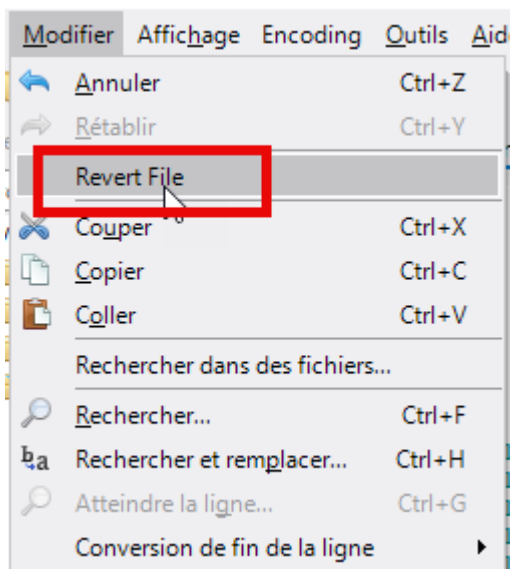 Modifier Affichage Encoding Outils Aid
Annuler Ctrl+Z
Rétablir Ctrl+Y
Revert File
Couper Ctrl+X
Copier Ctrl+C
Coller Ctrl+V
Rechercher dans des fichiers...
Rechercher... Ctrl+F
Rechercher et remplacer... Ctrl+H
Atteindre la ligne... Ctrl+G
Conversion de fin de la ligne